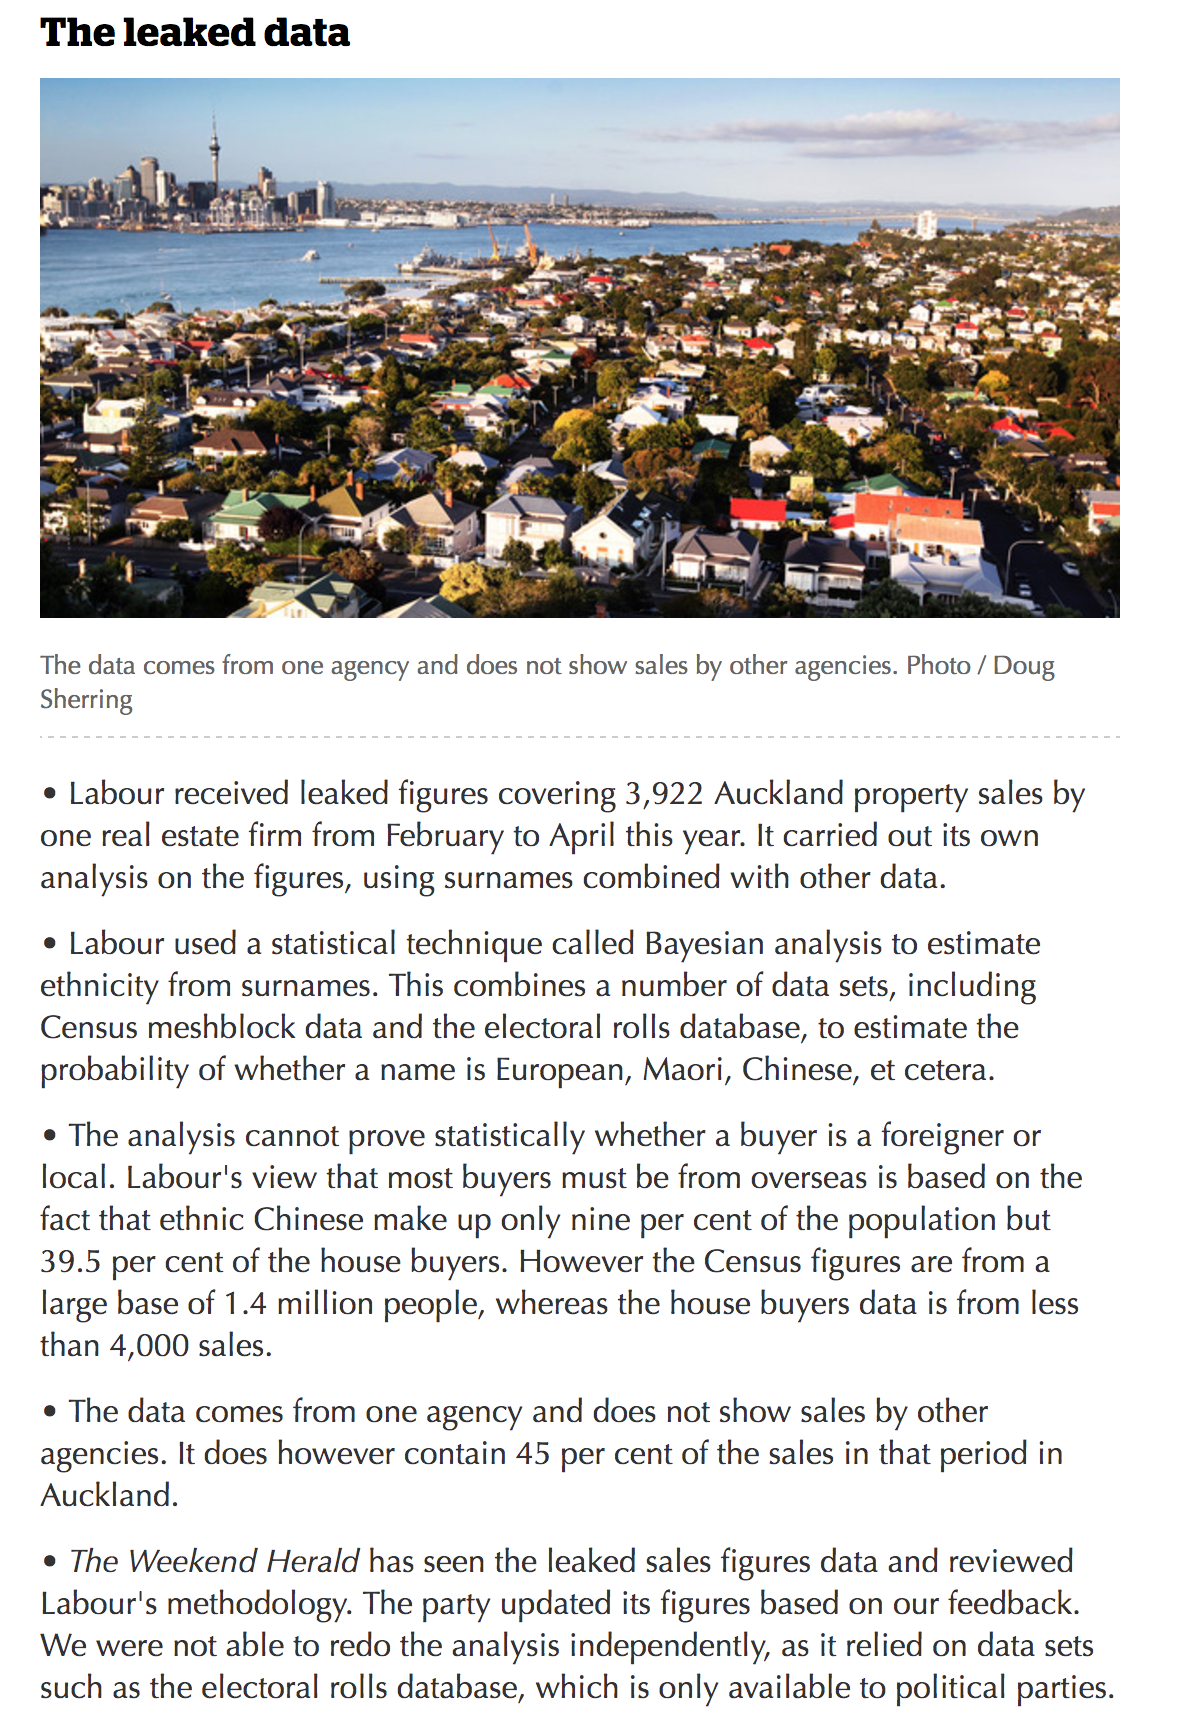 The leaked data
The data comes from one agency and does not show sales by other agencies. Photo / Doug
Sherring
• Labour received leaked figures covering 3,922 Auckland property sales by
one real estate firm from February to April this year. It carried out its own
analysis on the figures, using surnames combined with other data.
• Labour used a statistical technique called Bayesian analysis to estimate
ethnicity from surnames. This combines a number of data sets, including
Census meshblock data and the electoral rolls database, to estimate the
probability of whether a name is European, Maori, Chinese, et cetera.
• The analysis cannot prove statistically whether a buyer is a foreigner or
local. Labour's view that most buyers must be from overseas is based on the
fact that ethnic Chinese make up only nine per cent of the population but
39.5 per cent of the house buyers. However the Census figures are from a
large base of 1.4 million people, whereas the house buyers data is from less
than 4,000 sales.
• The data comes from one agency and does not show sales by other
agencies. It does however contain 45 per cent of the sales in that period in
Auckland.
• The Weekend Herald has seen the leaked sales figures data and reviewed
Labour's methodology. The party updated its figures based on our feedback.
We were not able to redo the analysis independently, as it relied on data sets
such as the electoral rolls database, which is only available to political parties.